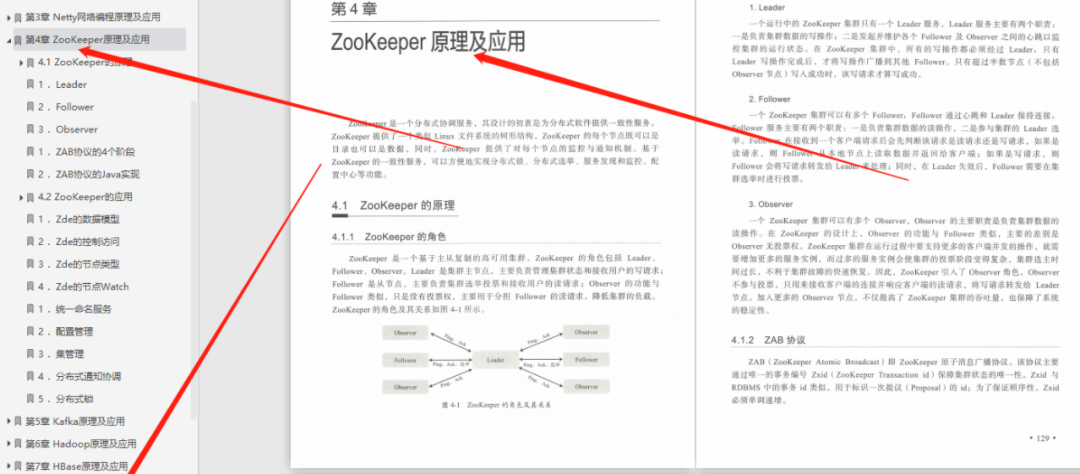 第3章 Netty网络编程原理及应用
第4章 ZooKeeper原理及应用
4.1 ZooKeeper的原理
1．Leader
2．Follower
3．Observer
1．ZAB协议的4个阶段
2．ZAB协议的Java实现
4.2 ZooKeeper的应用
1．Zde的数据模型
2．Zde的控制访问
3．Zde的节点类型
4．Zde的节点Watch
1．统一命名服务
2．配置管理
3．集管理
4．分布式通知协调
5．分布式锁
第5章 Kafka原理及应用
第6章 Hadoop原理及应用
第7章 HBase原理及应用
第 4 章
ZooKeeper 原理及应用
ZooKeeper 是一个分布式协调服务，其设计的初衷是为分布式软件提供一致性服务。
ZooKeeper 提供了一个类似 Linux 文件系统的树形结构，ZooKeeper 的每个节点既可以是
目录也可以是数据，同时，ZooKeeper 提供了对每个节点的监控与通知机制。基于
ZooKeeper 的一致性服务，可以方便地实现分布式锁、分布式选举、服务发现和监控、配
置中心等功能。
4.1 ZooKeeper 的原理
4.1.1 ZooKeeper 的角色
ZooKeeper 是一个基于主从复制的高可用集群，ZooKeeper 的角色包括 Leader、
Follower、Observer。Leader 是集群主节点，主要负责管理集群状态和接收用户的写请求；
Follower 是从节点，主要负责集群选举投票和接收用户的读请求；Observer 的功能与
Follower 类似，只是没有投票权，主要用于分担 Follower 的读请求，降低集群的负载。
ZooKeeper 的角色及其关系如图 4-1 所示。
Observer
Observer
Ping、Ack
Ping、Ack
Follower
Ping、Ack、选举
Leader
Ping、Ack、选举
Follower
Ping、Ack
Ping、Ack
Observer
Observer
图 4-1 ZooKeeper 的角色及其关系
1. Leader
一个运行中的 ZooKeeper 集群只有一个 Leader 服务，Leader 服务主要有两个职责：
一是负责集群数据的写操作；二是发起并维护各个 Follower 及 Observer 之间的心跳以监
控集群的运行状态。在 ZooKeeper 集群中，所有的写操作都必须经过 Leader，只有
Leader 写操作完成后，才将写操作广播到其他 Follower。只有超过半数节点（不包括
Observer 节点）写入成功时，该写请求才算写成功。
2. Follower
一个 ZooKeeper 集群可以有多个 Follower，Follower 通过心跳和 Leader 保持连接。
Follower 服务主要有两个职责：一是负责集群数据的读操作，二是参与集群的 Leader 选
举。Follower 在接收到一个客户端请求后会先判断该请求是读请求还是写请求，如果是
读请求，则 Follower 从本地节点上读取数据并返回给客户端；如果是写请求，则
Follower 会将写请求转发给 Leader 来处理；同时，在 Leader 失效后，Follower 需要在集
群选举时进行投票。
3. Observer
一个 ZooKeeper 集群可以有多个 Observer，Observer 的主要职责是负责集群数据的
读操作。在 ZooKeeper 的设计上，Observer 的功能与 Follower 类似，主要的差别是
Observer 无投票权。ZooKeeper 集群在运行过程中要支持更多的客户端并发的操作，就需
要增加更多的服务实例，而过多的服务实例会使集群的投票阶段变得复杂，集群选主时
间过长，不利于集群故障的快速恢复。因此，ZooKeeper 引入了 Observer 角色，Observer
不参与投票，只用来接收客户端的连接并响应客户端的读请求，将写请求转发给 Leader
节点。加入更多的 Observer 节点，不仅提高了 ZooKeeper 集群的吞吐量，也保障了系统
的稳定性。
4.1.2 ZAB 协议
ZAB（ZooKeeper Atomic Broadcast）即 ZooKeeper 原子消息广播协议，该协议主要
通过唯一的事务编号 Zxid（ZooKeeper Transaction id）保障集群状态的唯一性。Zxid 与
RDBMS 中的事务 id 类似，用于标识一次提议（Proposal）的 id；为了保证顺序性，Zxid
必须单调递增。
• 129 •